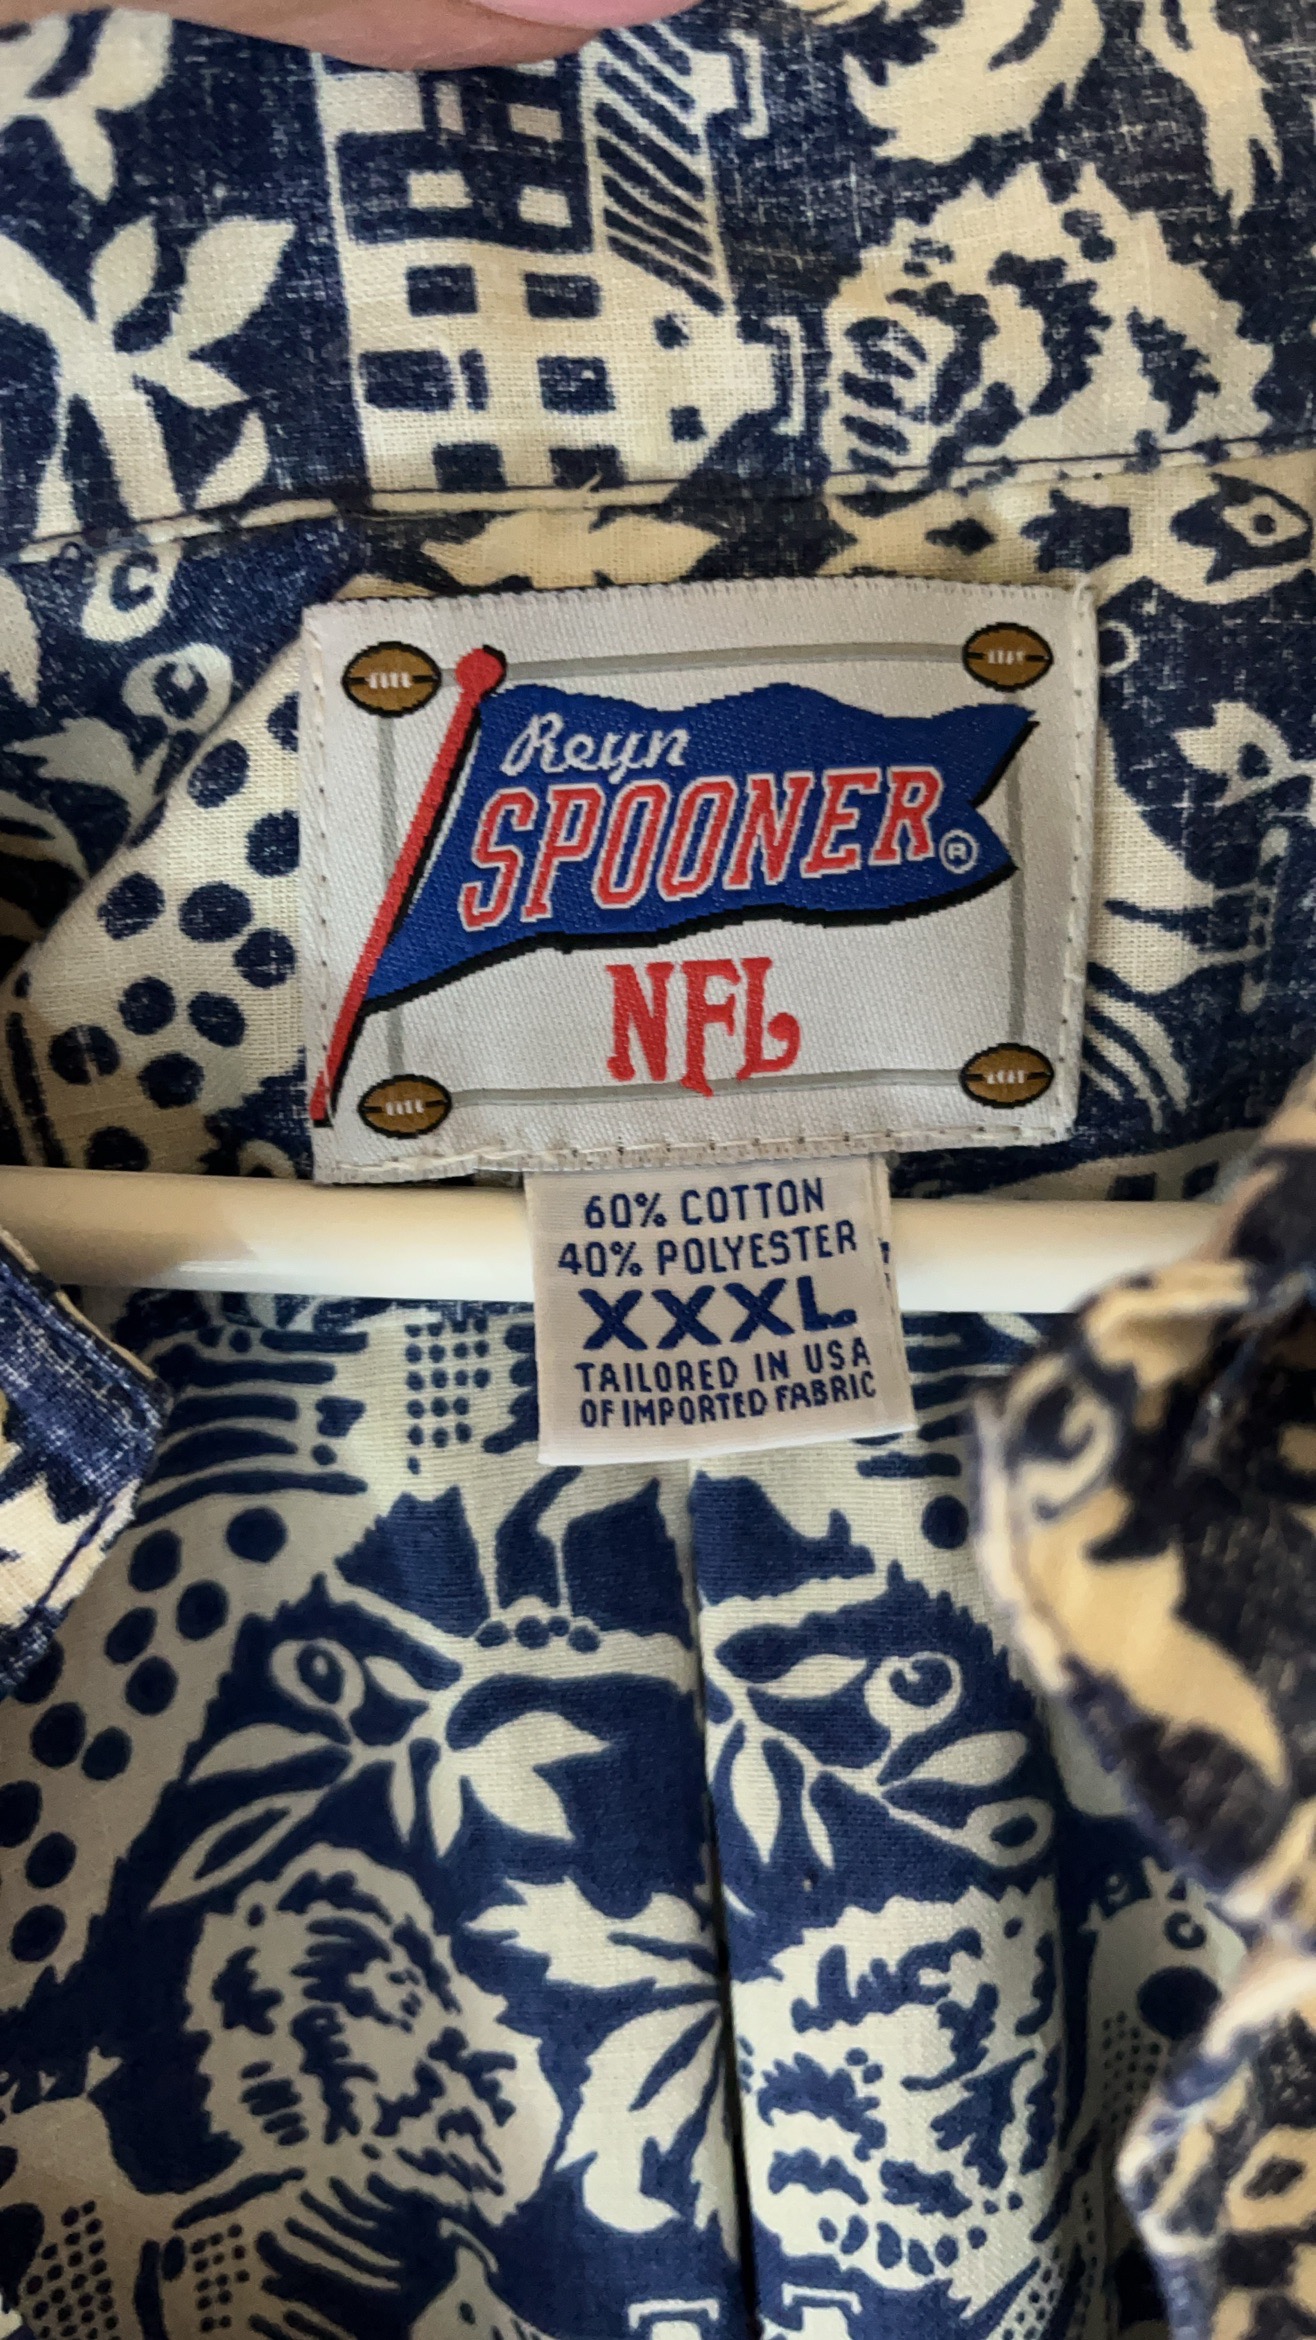 Reyn
SPOONER®
NFL
60% COTTON
40% POLYESTER
XXXL
TAILORED IN USA
OF IMPORTED FABRIC